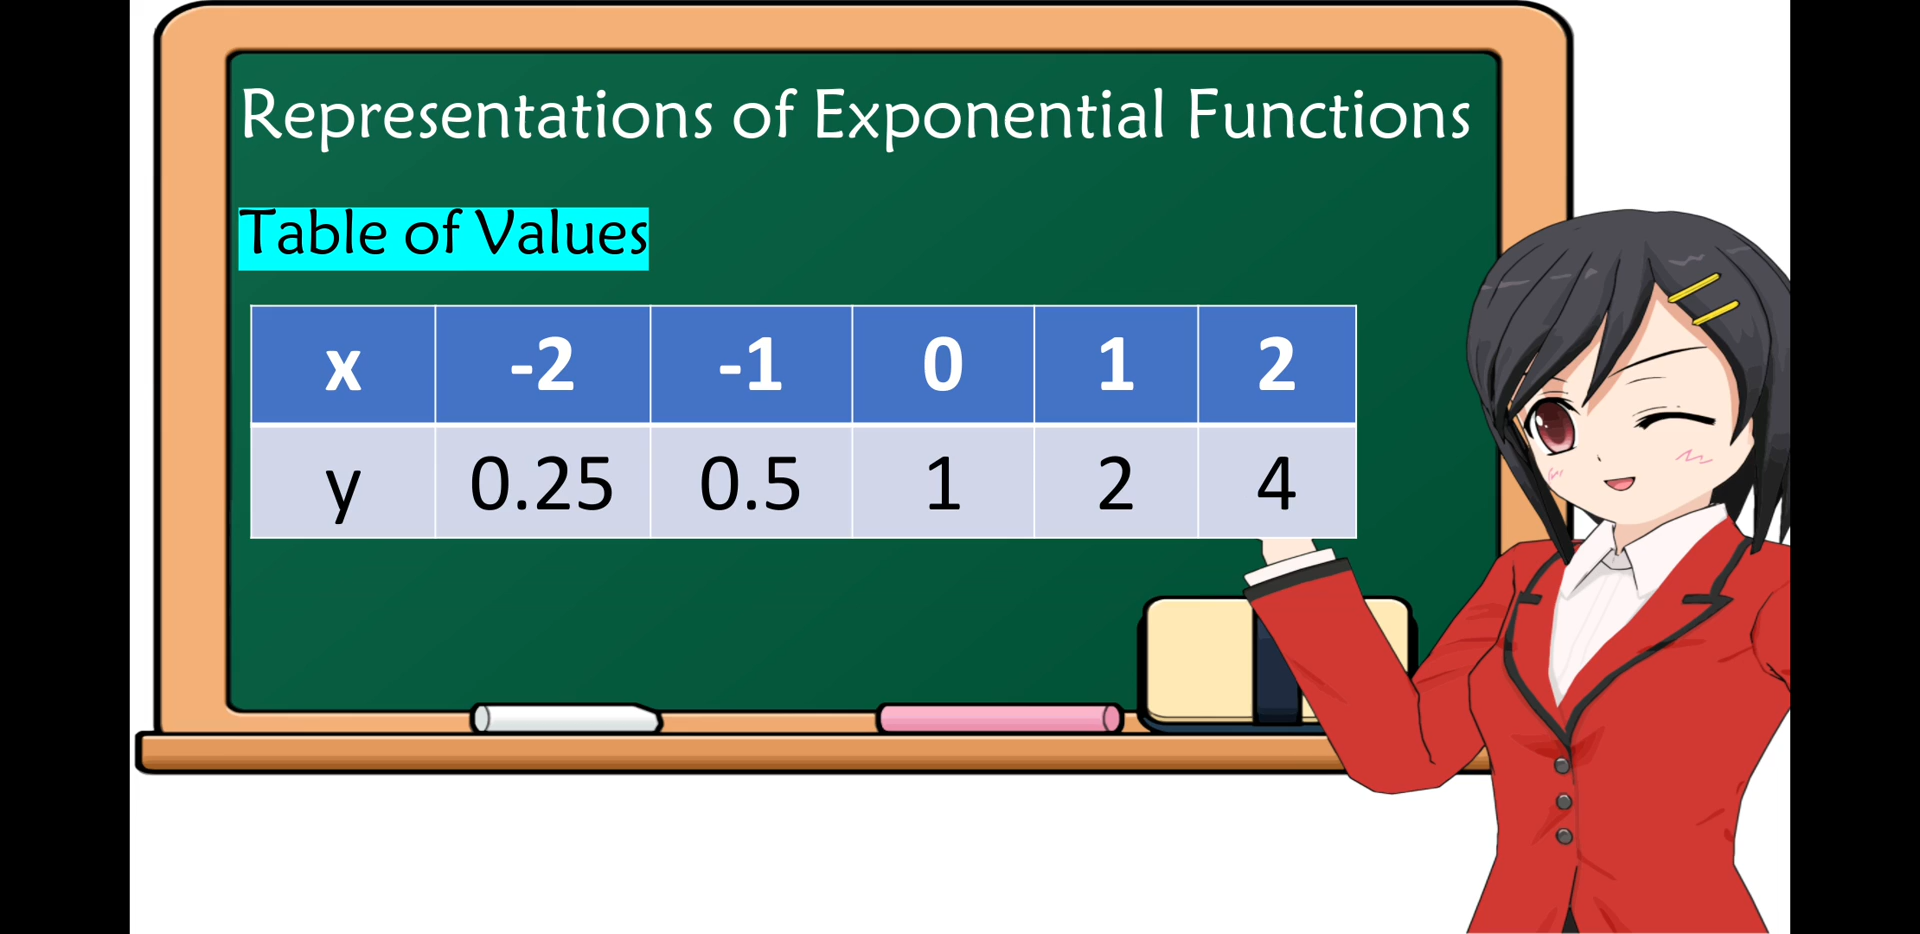 Representations of Exponential Functions
Table of Values
x -2 -1 0 1 2
y 0.25 0.5 1 2 4